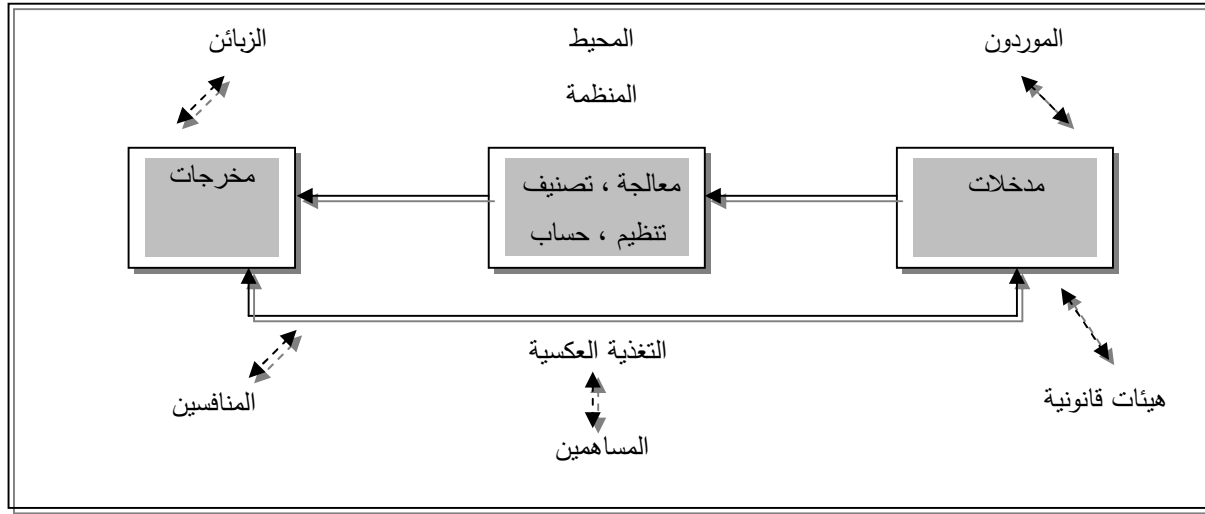 الموردون
المحيط
الزبائن
المنظمة
مدخلات
معالجة ، تصنيف
تنظيم ، حساب
مخرجات
التغذية العكسية
هيئات قانونية
المساهمين
المنافسين